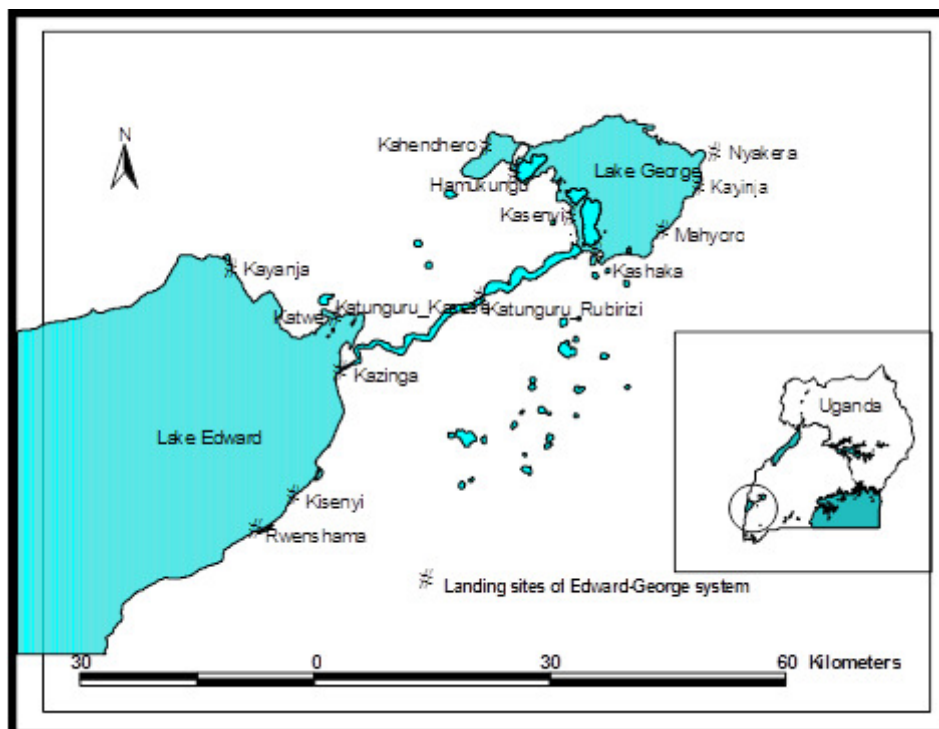 N
Kahendhero
Nyakera
Lake George
Hamukungu
Kayinja
Kasenyi
Mahyoro
Kashaka
Kayanja
Katunguru_
Katwe
Katunguru_Rubirizi
Kazinga
Uganda
Lake Edward
Kisenyi
Rwenshama
Landing sites of Edward-George system
30 0 30 60 Kilometers